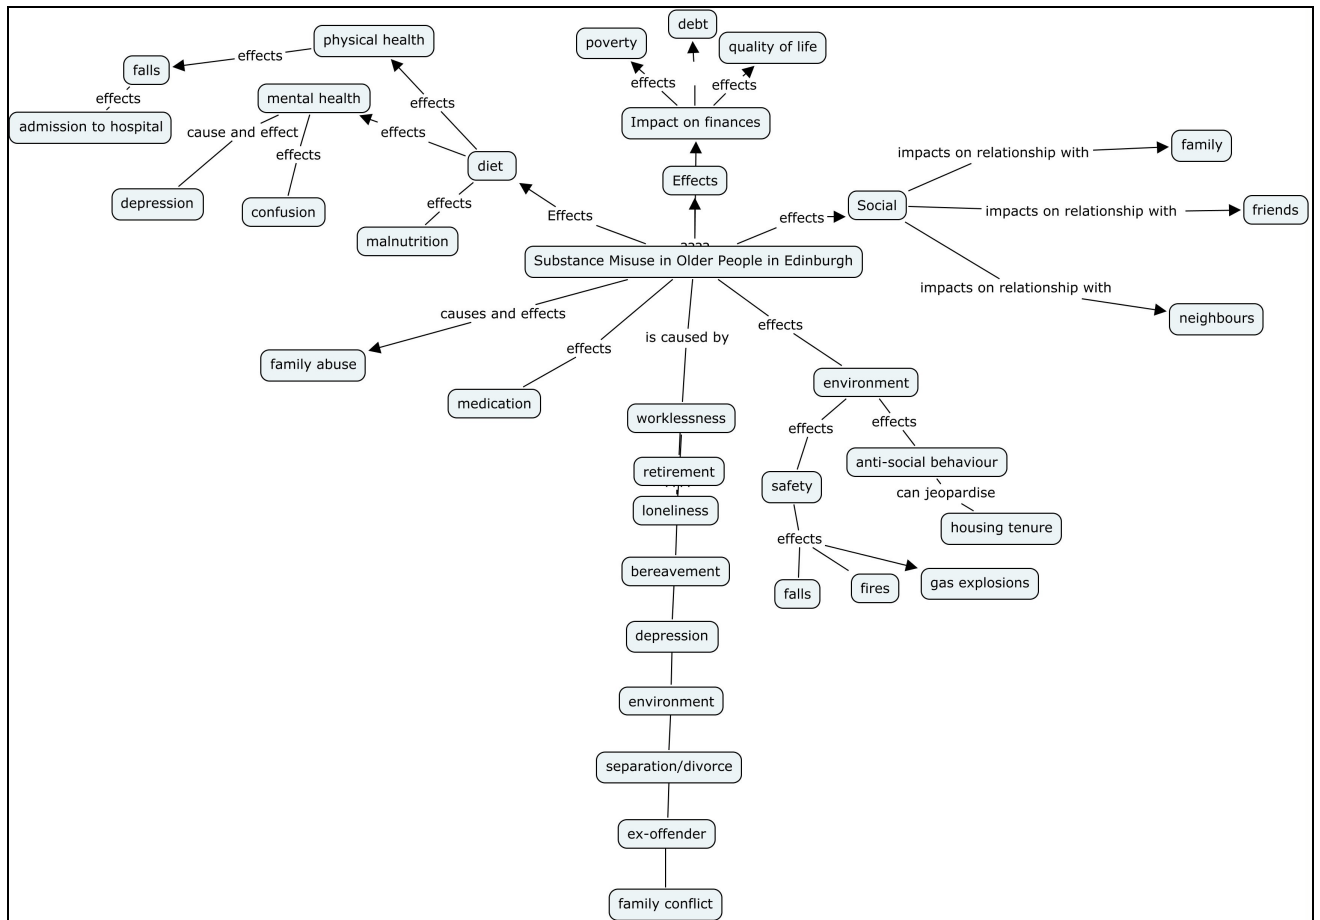 debt
physical health
poverty
quality of life
effects
falls
effects
effects
effects
mental health
effects
effects
admission to hospital
Impact on finances
cause and effect
effects
family
impacts on relationship with
effects
diet
Effects
depression
confusion
effects
Social
friends
impacts on relationship with
Effects
effects
malnutrition
Substance Misuse in Older People in Edinburgh
impacts on relationship with
causes and effects
neighbours
effects
is caused by
effects
family abuse
environment
medication
worklessness
effects
effects
anti-social behaviour
retirement
safety
can jeopardise
loneliness
housing tenure
effects
bereavement
gas explosions
fires
falls
depression
environment
separation/divorce
ex-offender
family conflict